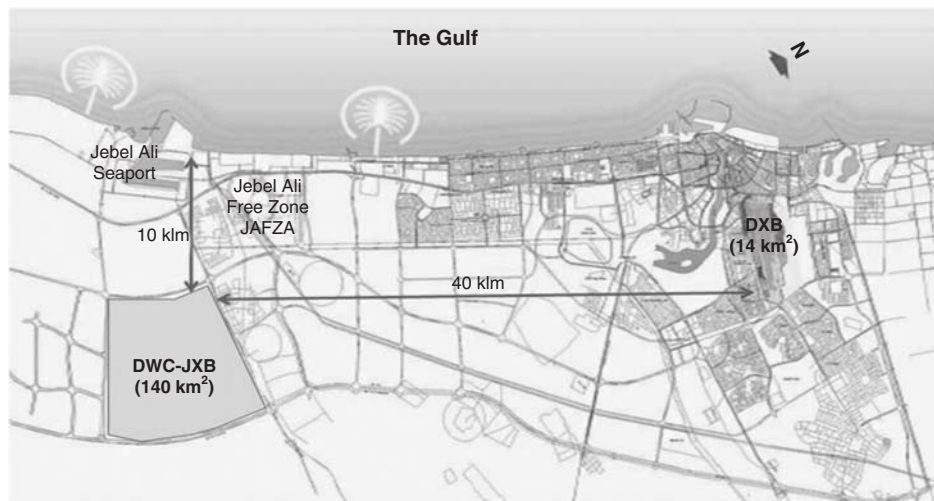 The Gulf
N
Jebel Ali
Seaport
Jebel Ali
Free Zone
JAFZA
10 klm
DXB
(14 km²)
40 klm
DWC-JXB
(140 km²)